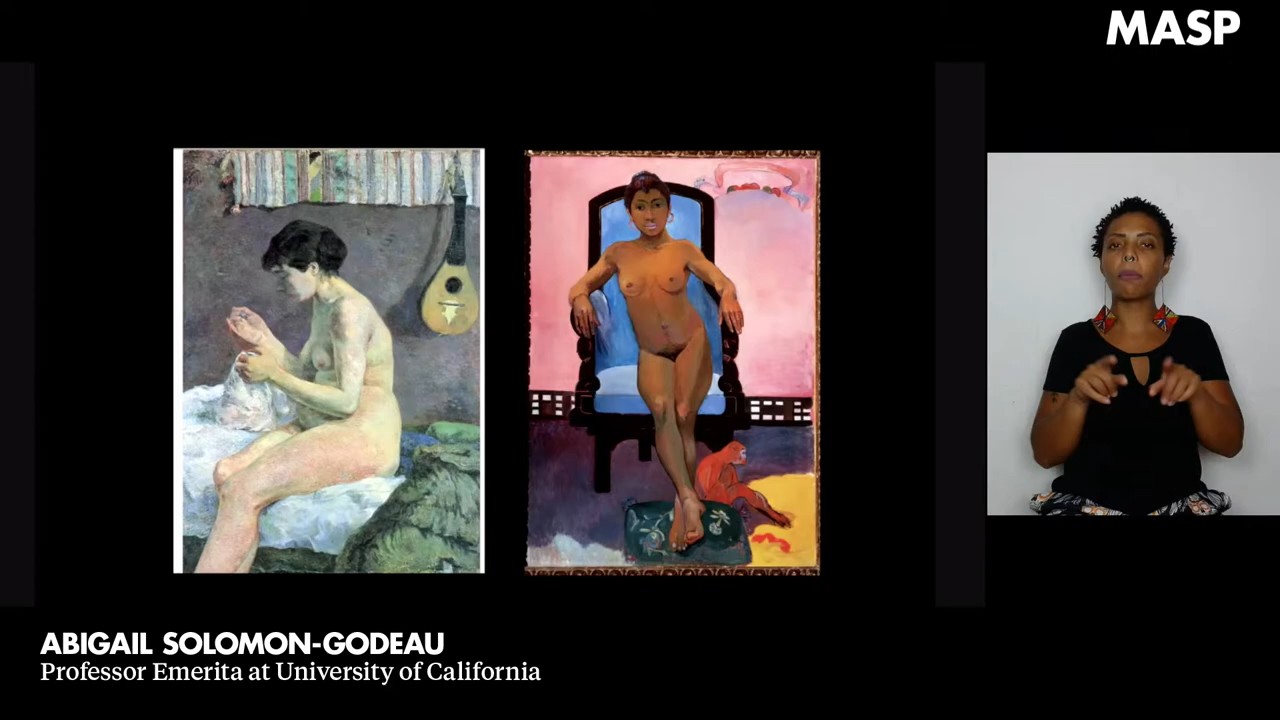 MASP
ABIGAIL SOLOMON-GODEAU
Professor Emerita at University of California